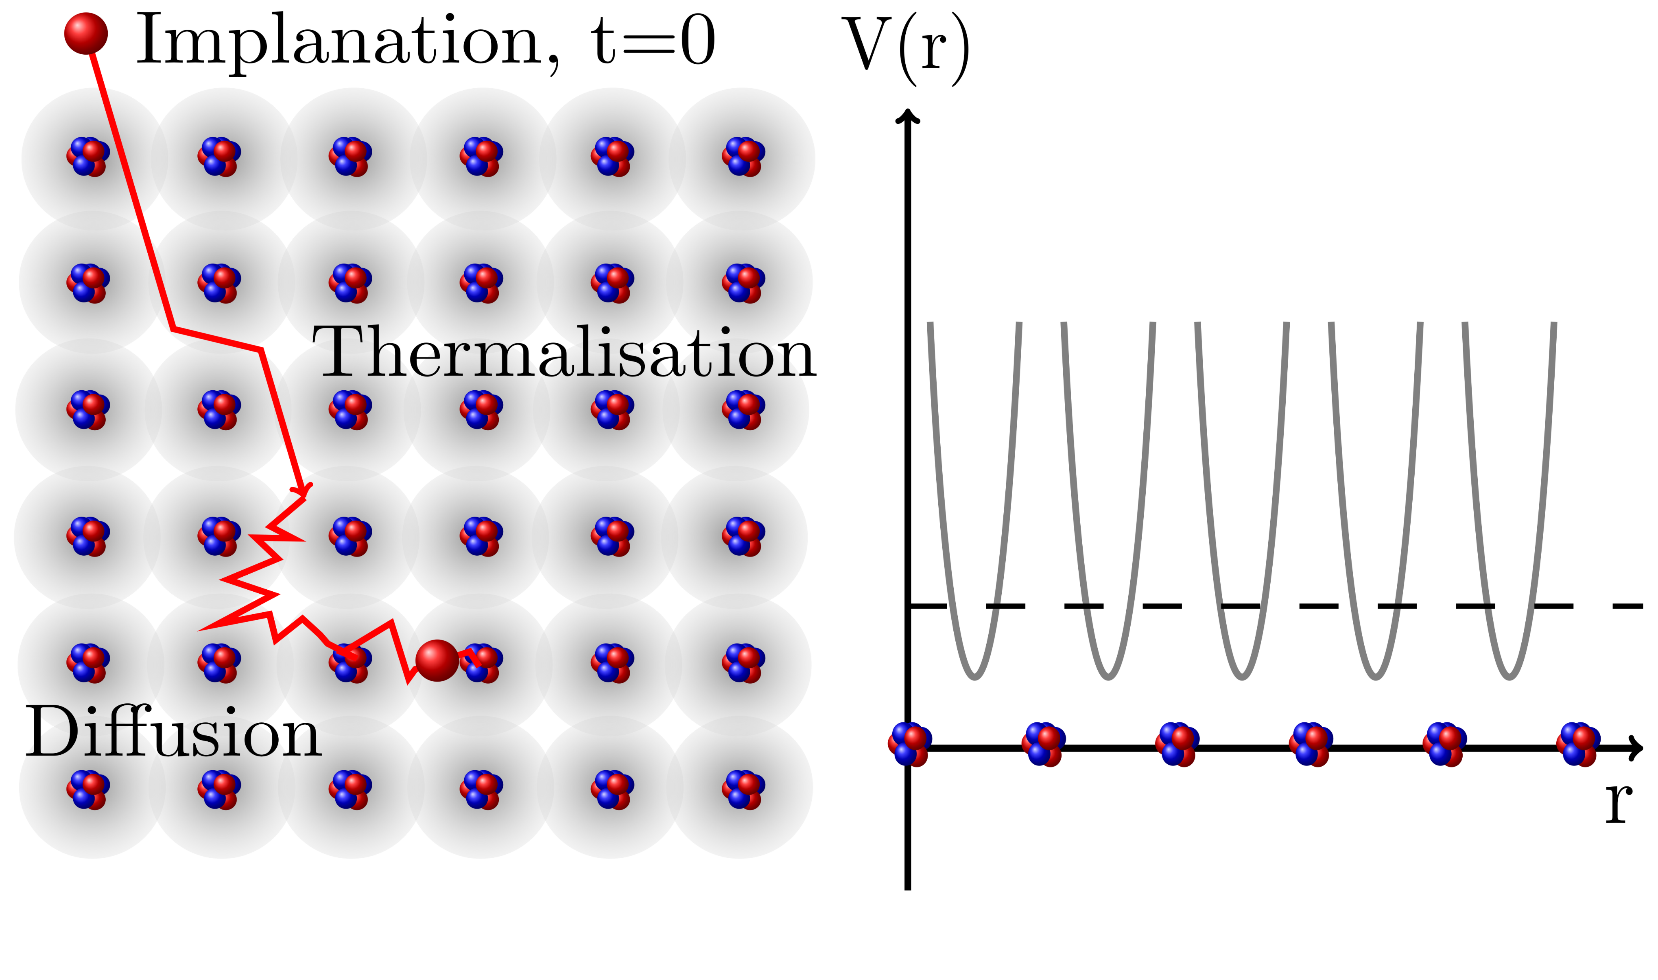 Implanation, t=0
Thermalisation
Diffusion
V(r)
r